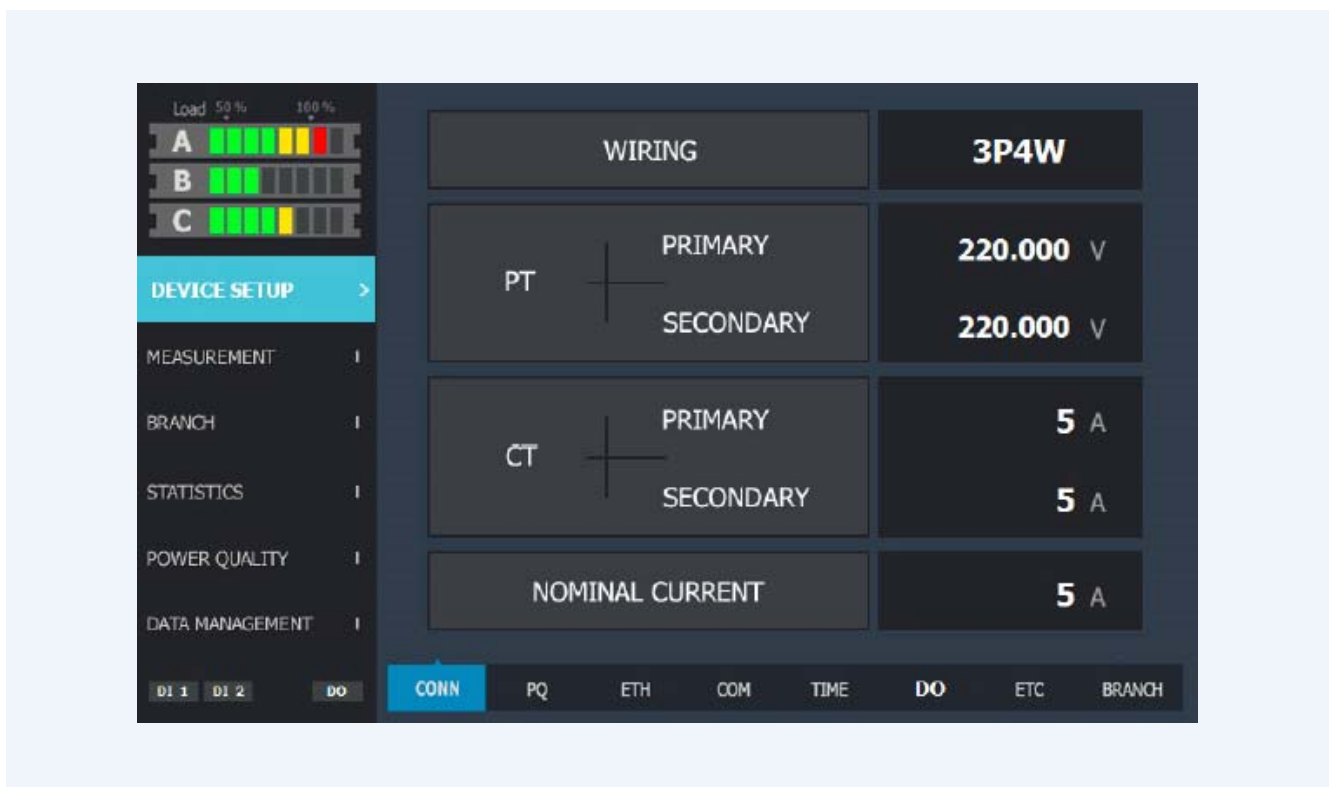 Load 50% 100%
A
B
C
DEVICE SETUP >
MEASUREMENT
BRANCH
STATISTICS
POWER QUALITY
DATA MANAGEMENT
DI 1 DI 2 DO
WIRING 3P4W
PT
PRIMARY 220.000 V
SECONDARY 220.000 V
CT
PRIMARY 5 A
SECONDARY 5 A
NOMINAL CURRENT 5 A
CONN PQ ETH COM TIME DO ETC BRANCH